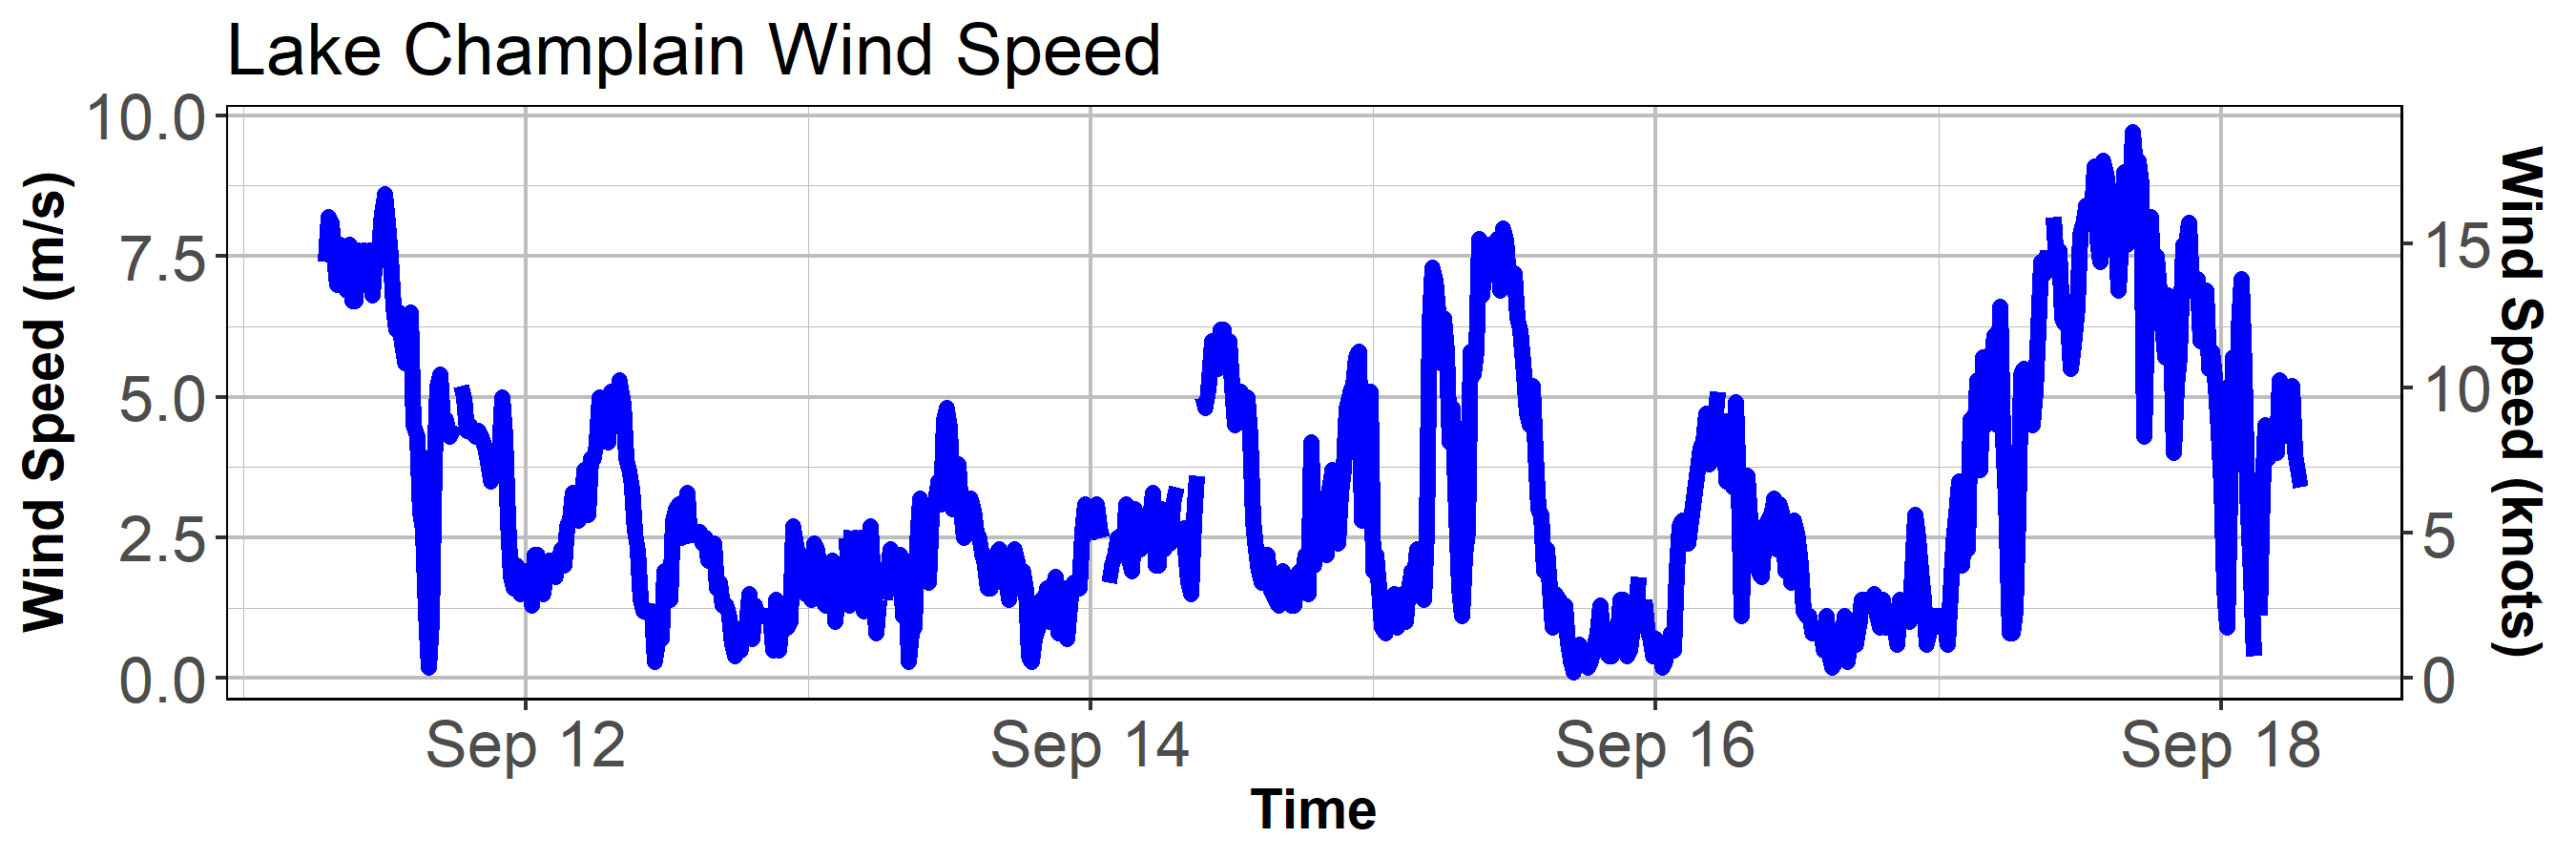 Lake Champlain Wind Speed
Wind Speed (m/s)
10.0
7.5
5.0
2.5
0.0
Wind Speed (knots)
15
10
5
0
Sep 12
Sep 14
Sep 16
Sep 18
Time